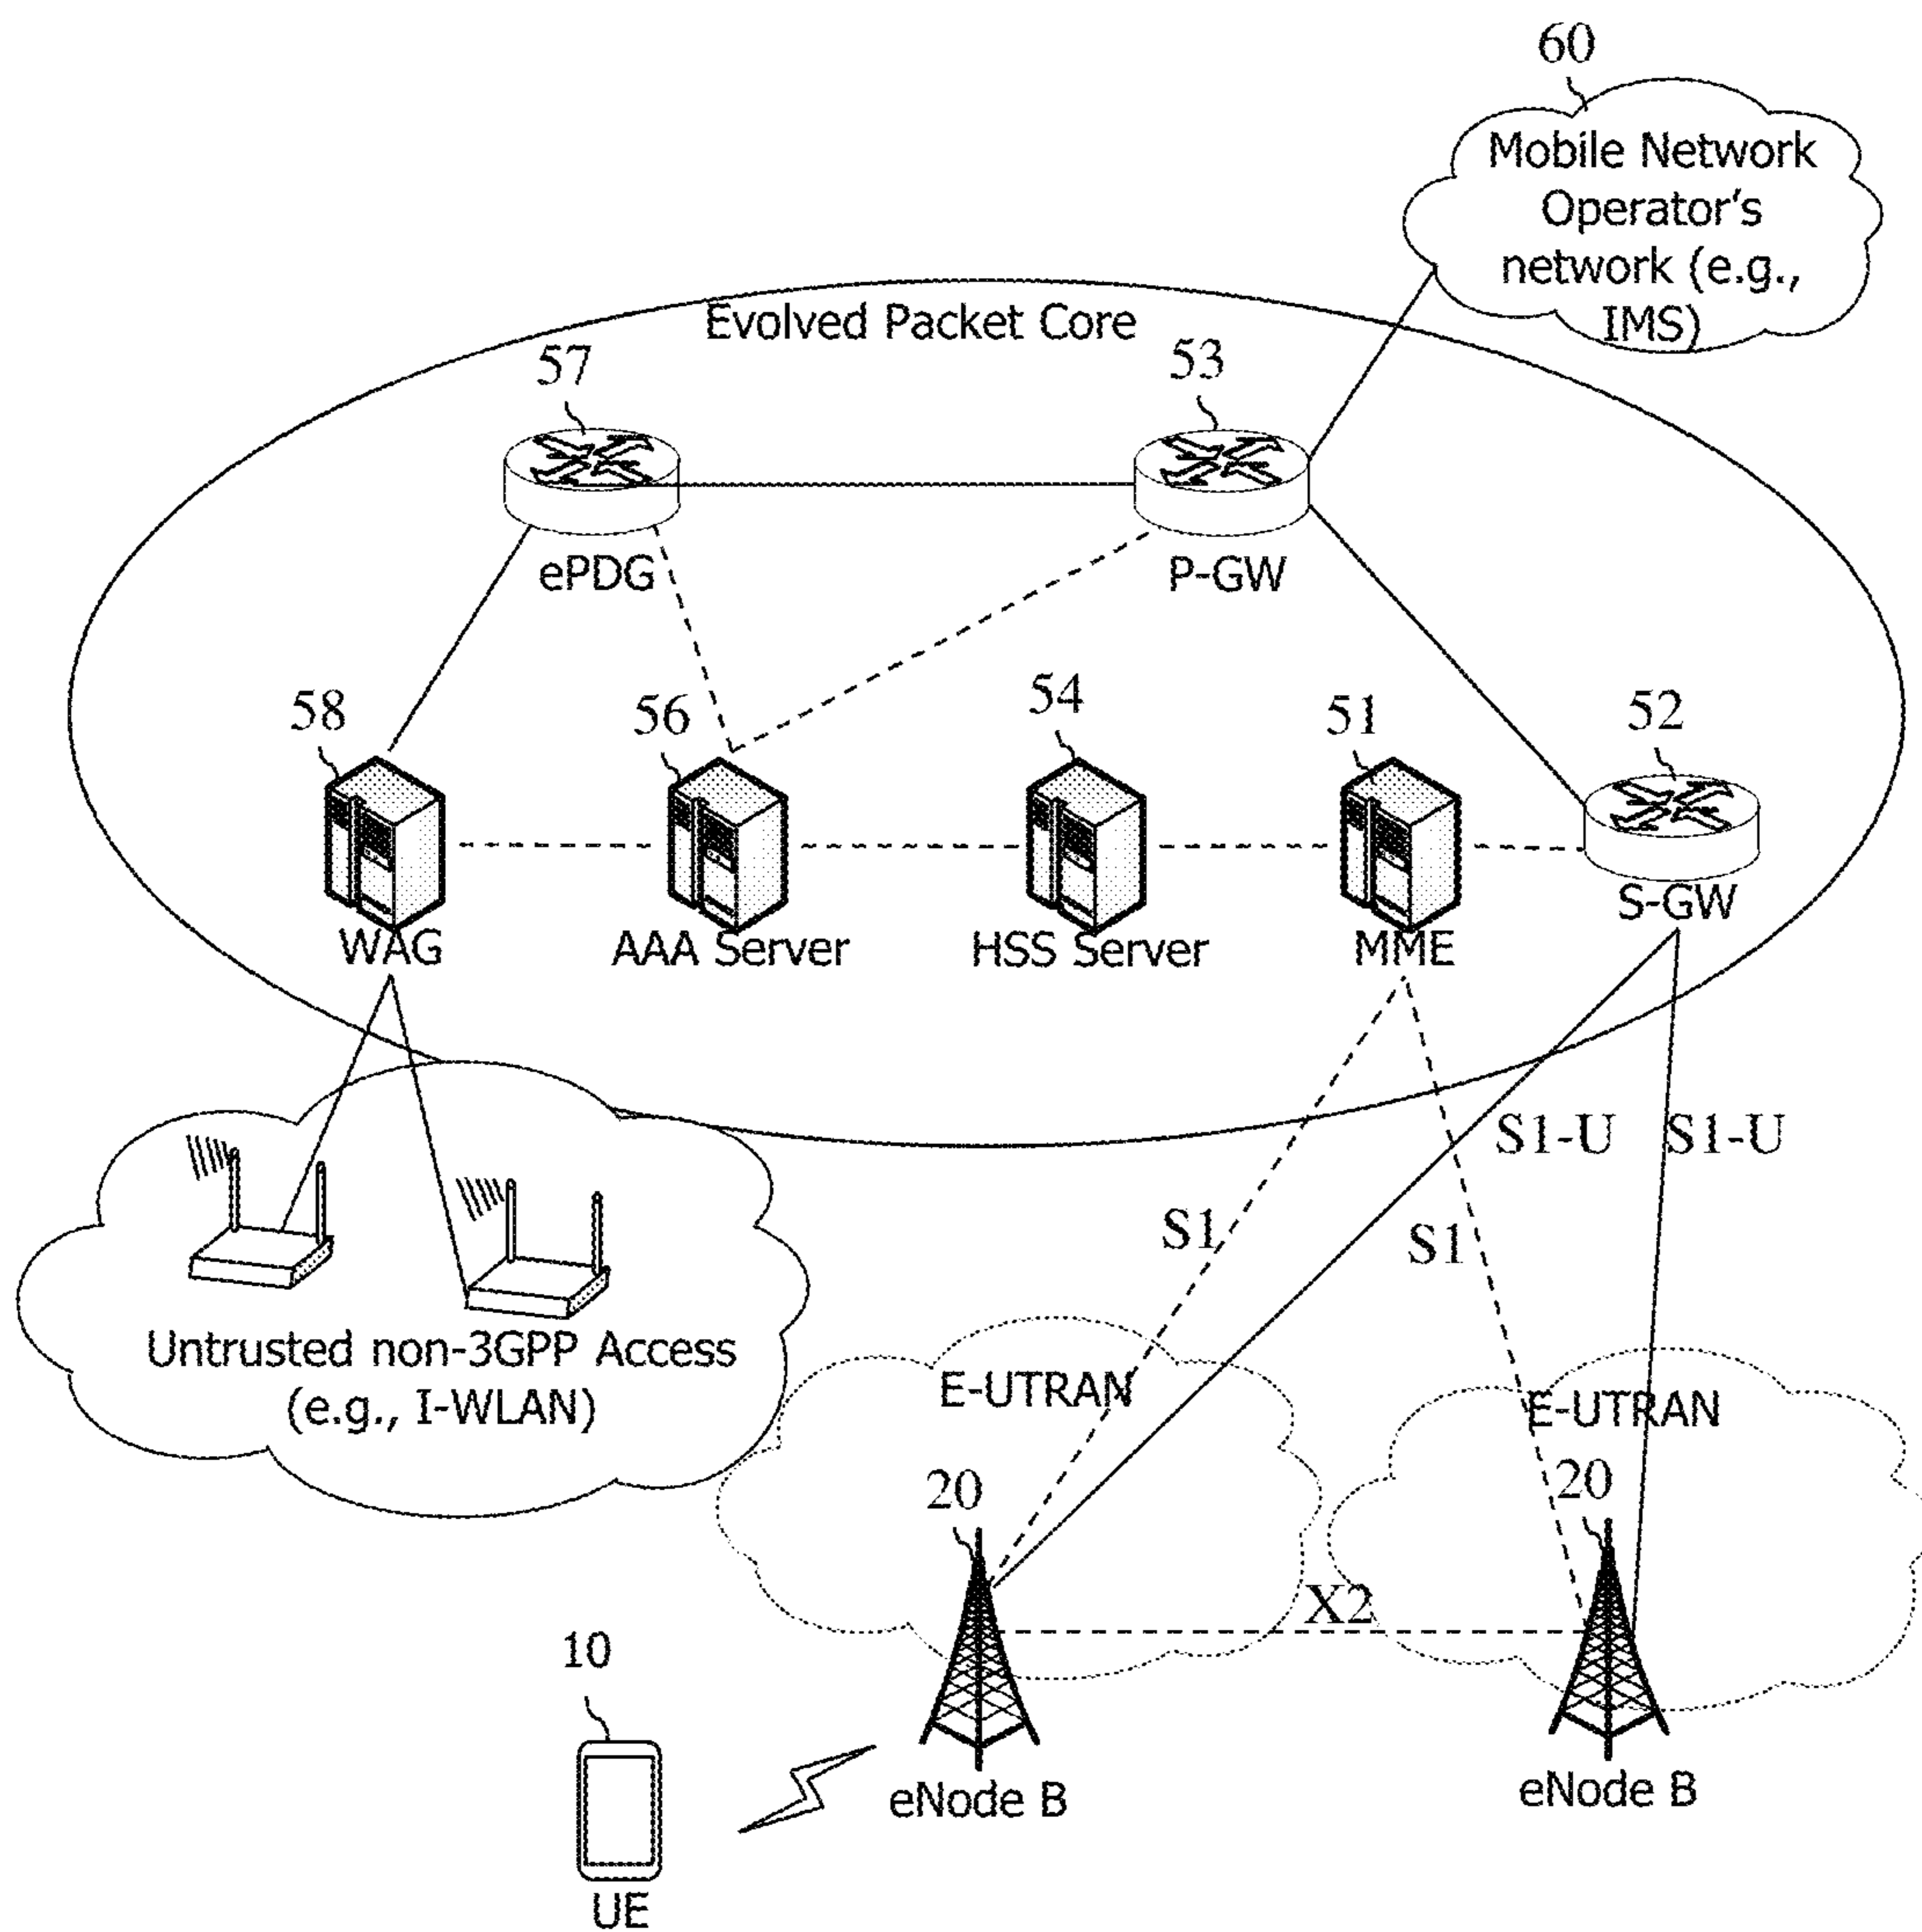 60
Mobile Network
Operator's
network (e.g.,
IMS)
Evolved Packet Core
57
53
ePDG
P-GW
58
56
54
51
52
WAG
AAA Server
HSS Server
MME
S-GW
S1-U
S1-U
S1
S1
Untrusted non-3GPP Access
(e.g., I-WLAN)
E-UTRAN
E-UTRAN
20
20
X2
10
eNode B
eNode B
UE